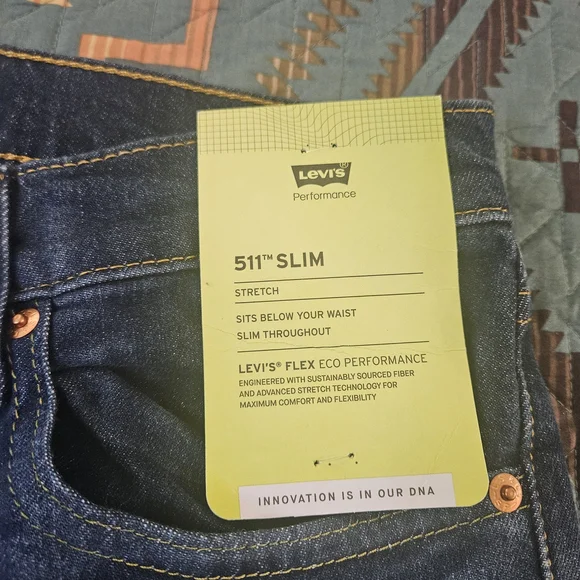 LEVI'S
Performance
511™ SLIM
STRETCH
SITS BELOW YOUR WAIST
SLIM THROUGHOUT
LEVI'S® FLEX ECO PERFORMANCE
ENGINEERED WITH SUSTAINABLY SOURCED FIBER
AND ADVANCED STRETCH TECHNOLOGY FOR
MAXIMUM COMFORT AND FLEXIBILITY
INNOVATION IS IN OUR DNA